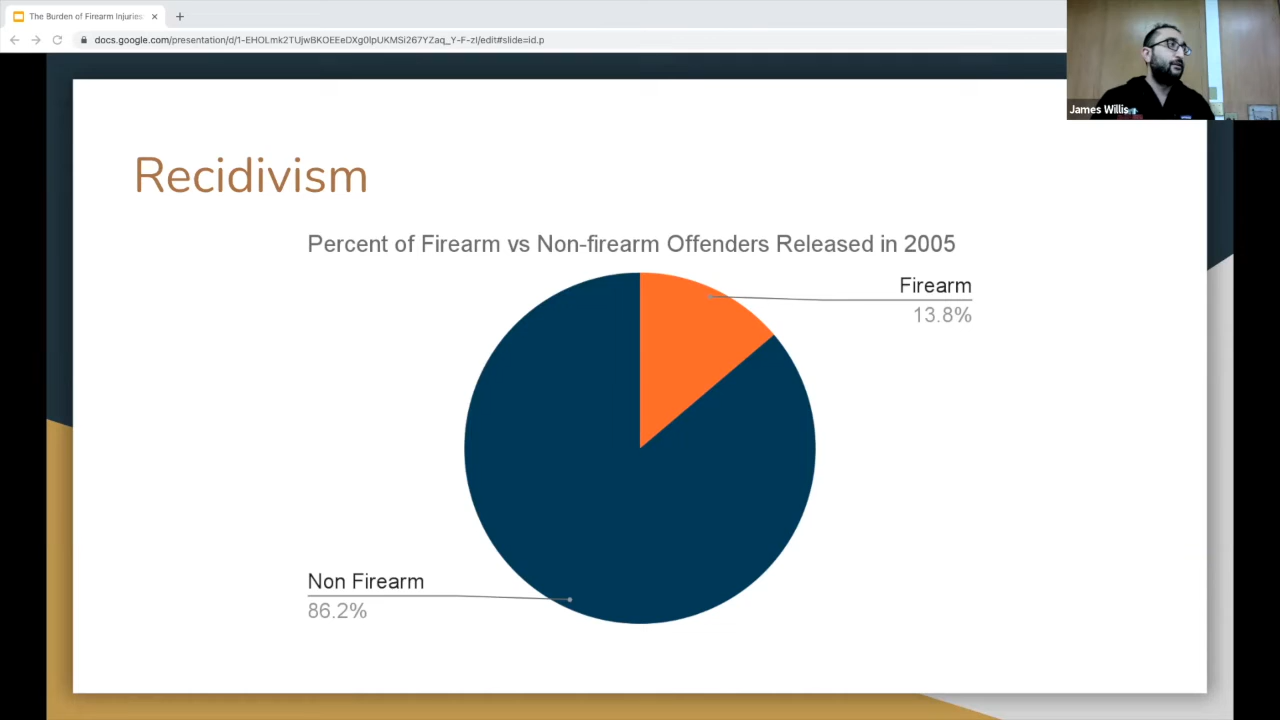 The Burden of Firearm Injuries
docs.google.com/presentation/d/1-EHOLmk2TUjwBKOEEeDXg0lpUKMSi267YZaq_Y-F-zI/edit#slide=id.p
James Willis
Recidivism
Percent of Firearm vs Non-firearm Offenders Released in 2005
Firearm
13.8%
Non Firearm
86.2%